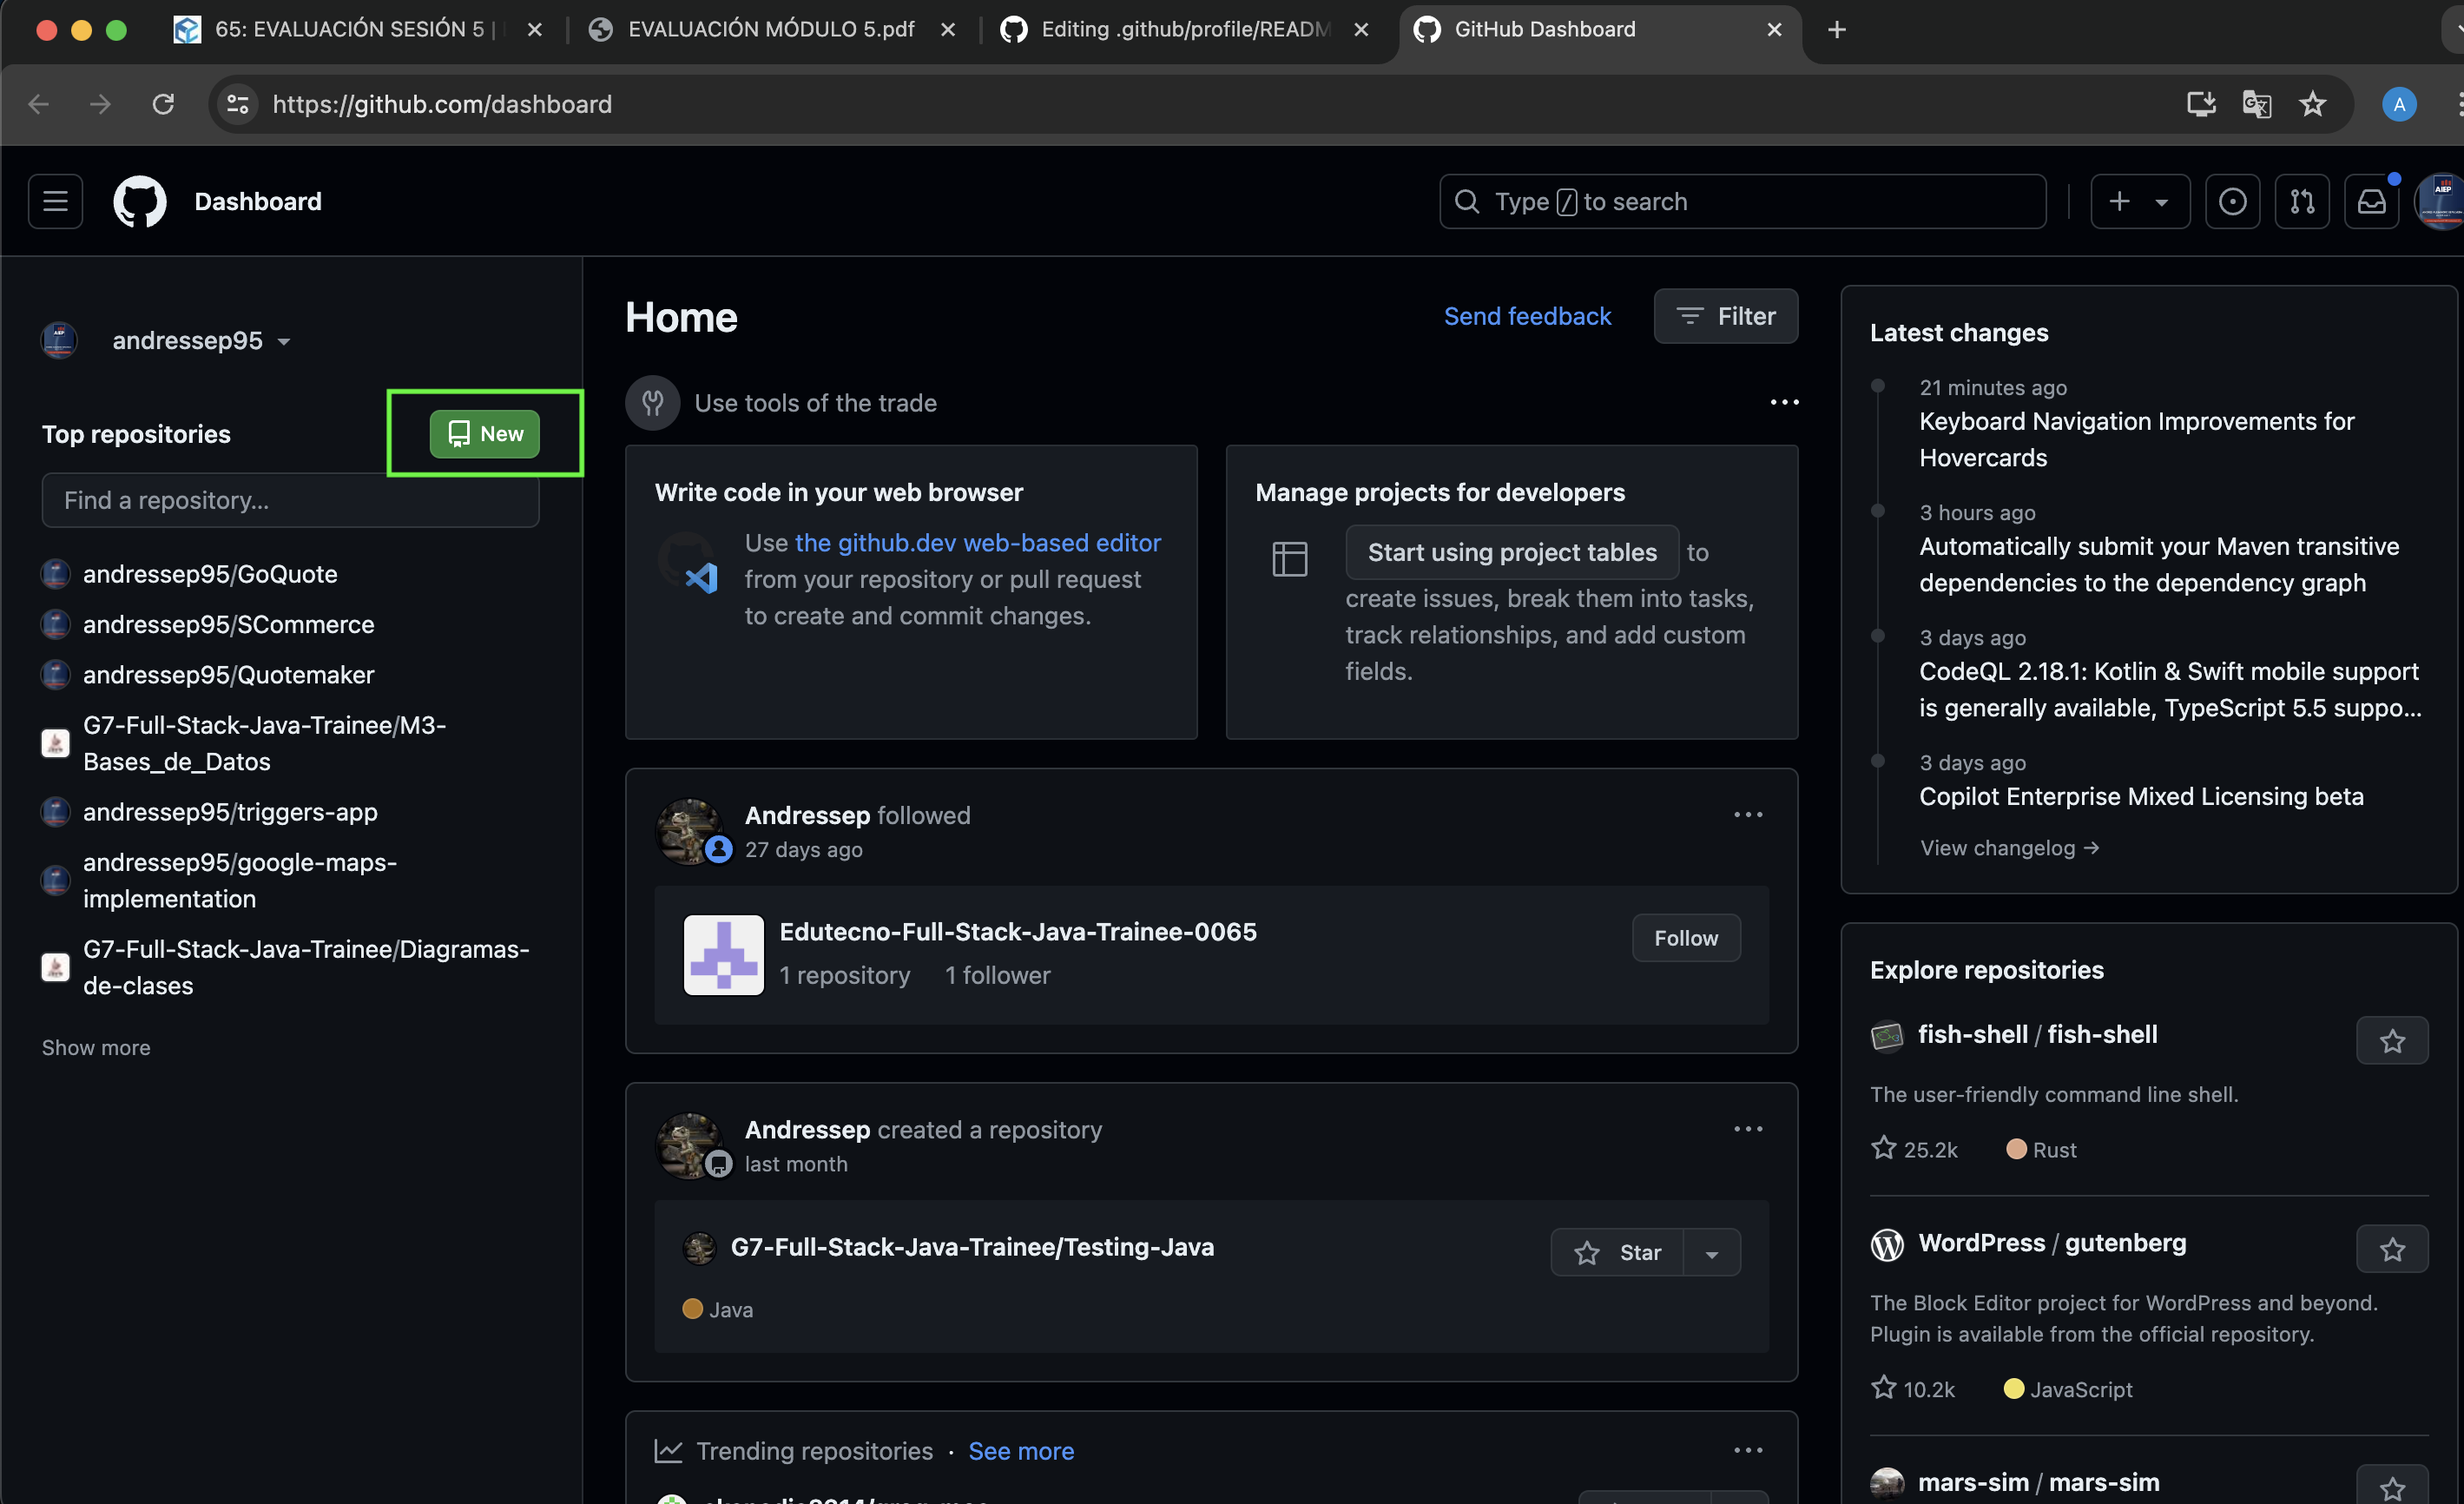 65: EVALUACIÓN SESIÓN 5 |
EVALUACIÓN MÓDULO 5.pdf
Editing .github/profile/READM
GitHub Dashboard
https://github.com/dashboard
A
Dashboard
Type / to search
andressep95
Top repositories
New
Find a repository...
andressep95/GoQuote
andressep95/SCommerce
andressep95/Quotemaker
G7-Full-Stack-Java-Trainee/M3-
Bases_de_Datos
andressep95/triggers-app
andressep95/google-maps-
implementation
G7-Full-Stack-Java-Trainee/Diagramas-
de-clases
Show more
Home
Send feedback
Filter
Use tools of the trade
Write code in your web browser
Use the github.dev web-based editor
from your repository or pull request
to create and commit changes.
Manage projects for developers
Start using project tables to
create issues, break them into tasks,
track relationships, and add custom
fields.
Andressep followed
27 days ago
Edutecno-Full-Stack-Java-Trainee-0065
1 repository 1 follower
Follow
Andressep created a repository
last month
G7-Full-Stack-Java-Trainee/Testing-Java
Star
Java
Trending repositories · See more
Latest changes
21 minutes ago
Keyboard Navigation Improvements for
Hovercards
3 hours ago
Automatically submit your Maven transitive
dependencies to the dependency graph
3 days ago
CodeQL 2.18.1: Kotlin & Swift mobile support
is generally available, TypeScript 5.5 suppo...
3 days ago
Copilot Enterprise Mixed Licensing beta
View changelog →
Explore repositories
fish-shell / fish-shell
The user-friendly command line shell.
25.2k Rust
WordPress / gutenberg
The Block Editor project for WordPress and beyond.
Plugin is available from the official repository.
10.2k JavaScript
mars-sim / mars-sim